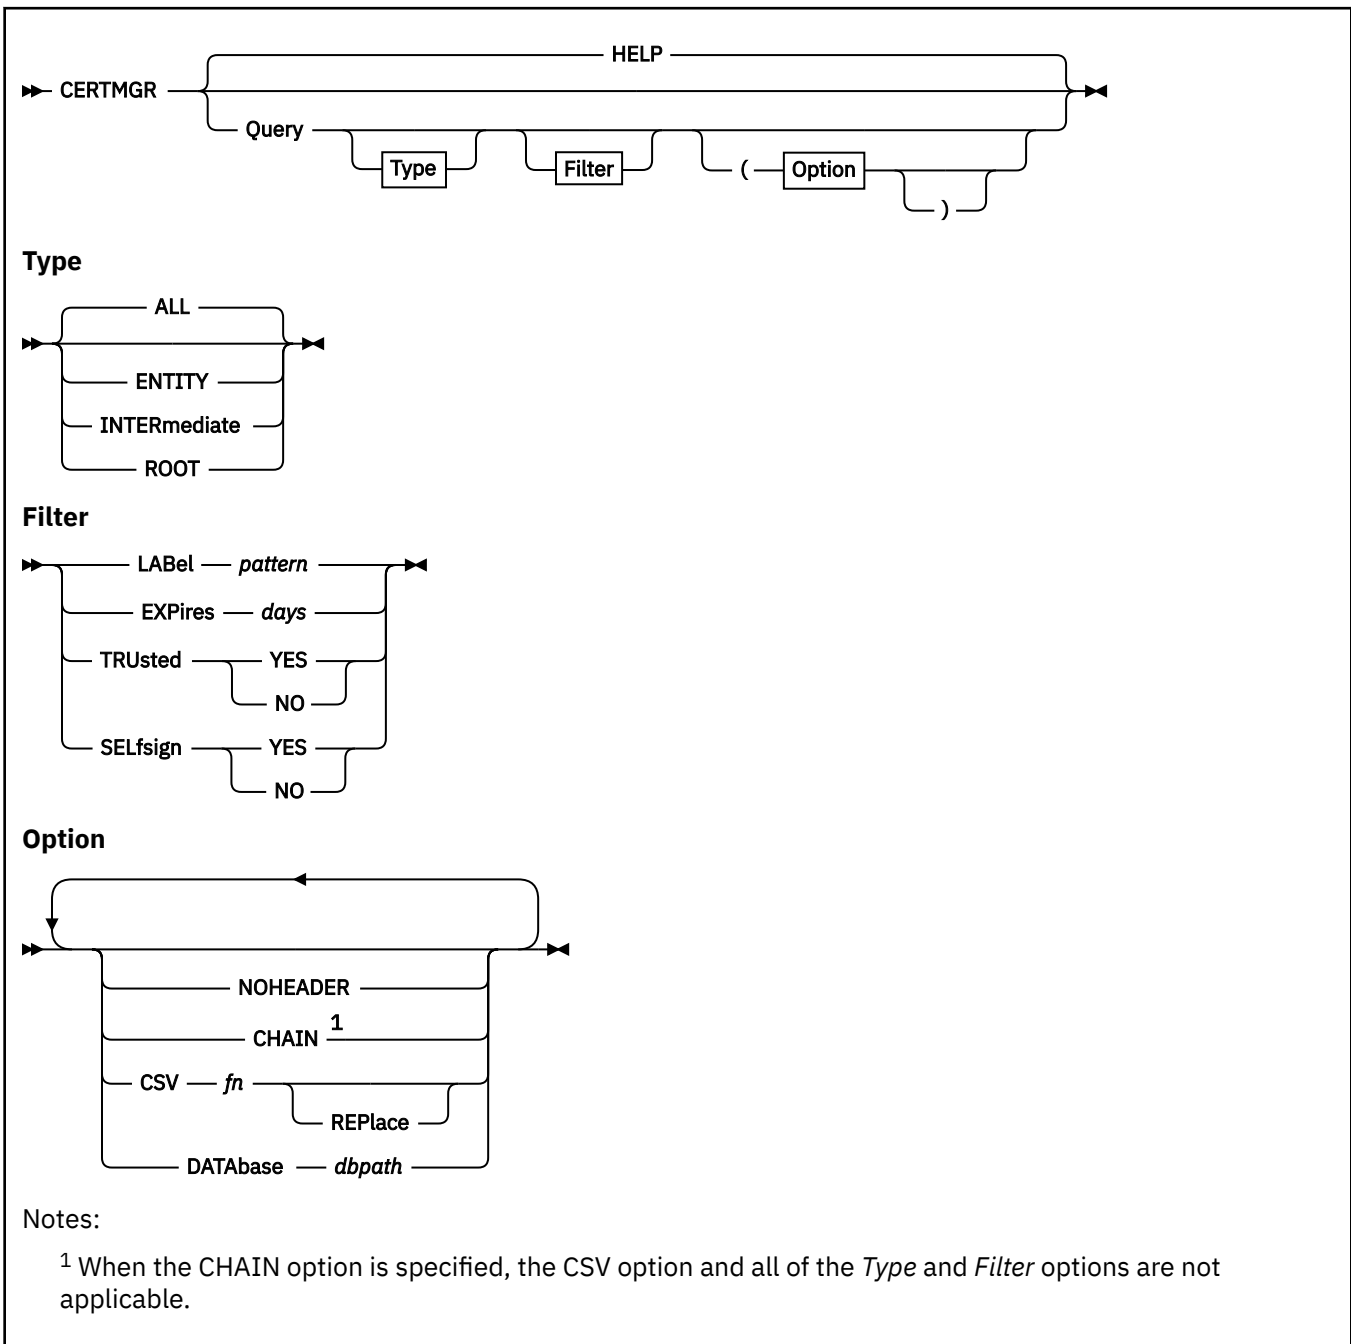 HELP
CERTMGR
Query
Type
Filter
( Option
)
Type
ALL
ENTITY
INTERmediate
ROOT
Filter
LABel pattern
EXPires days
TRUsted YES
NO
SELfsign YES
NO
Option
NOHEADER
CHAIN 1
CSV fn
REPlace
DATAbase dbpath
Notes:
1 When the CHAIN option is specified, the CSV option and all of the Type and Filter options are not
applicable.